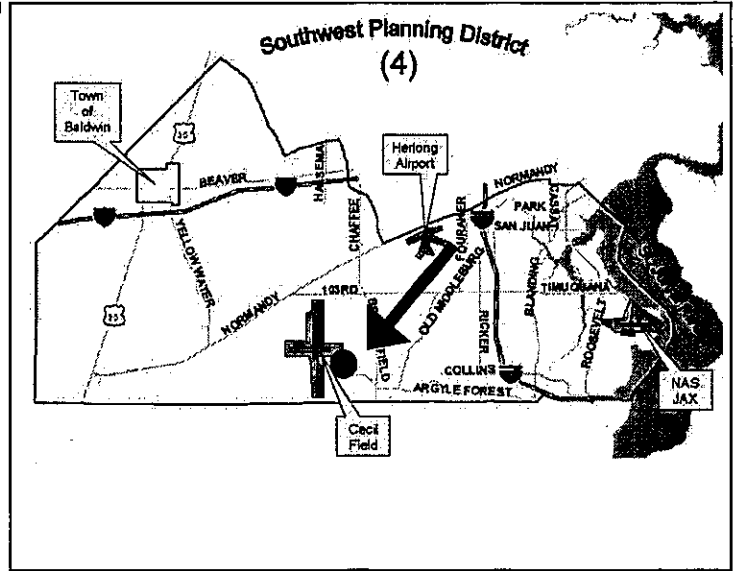 Southwest Planning District
(4)
Town
of
Baldwin
Herlong
Airport
NORMANDY
BEAVER
HALSEMA
CHAFFEE
FOURAKER
PARK
CASSAT
SAN JUAN
YELLOW WATER
NORMANDY
103RD
OLD MIDDLEBURG
TIMUQUANA
BLANDING
ROOSEVELT
RICKER
COLLINS
ARGYLE FOREST
NAS
JAX
Cecil
Field